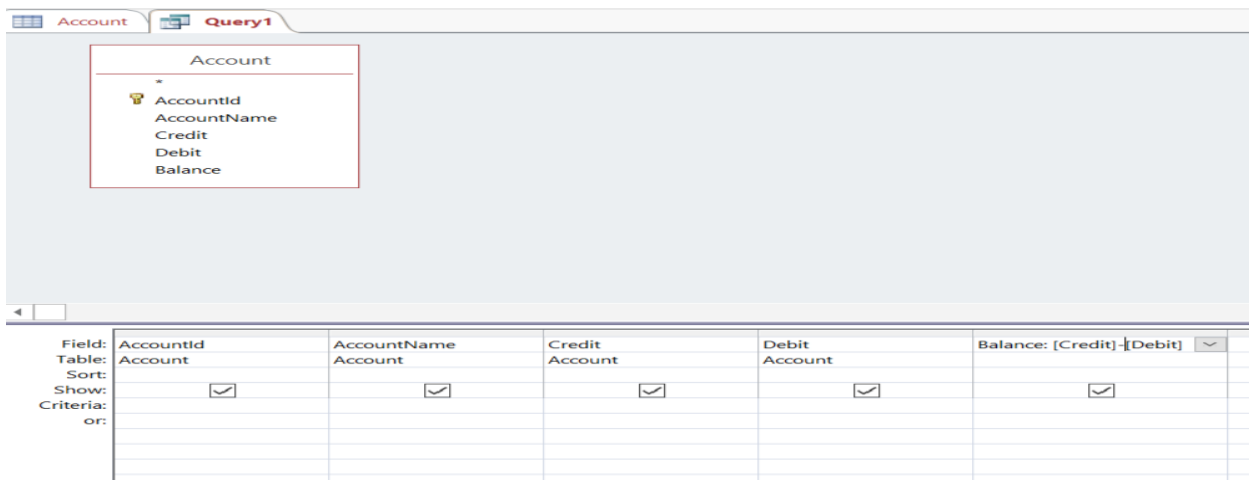 Account Query1
Account
*
AccountId
AccountName
Credit
Debit
Balance
Field: AccountId AccountName Credit Debit Balance: [Credit]-[Debit]
Table: Account Account Account Account
Sort:
Show:
Criteria:
or: